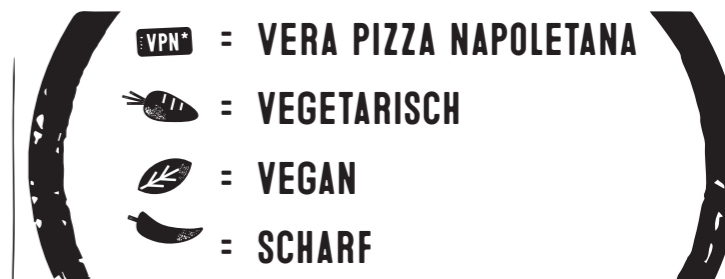 VPN* = VERA PIZZA NAPOLETANA
= VEGETARISCH
= VEGAN
= SCHARF